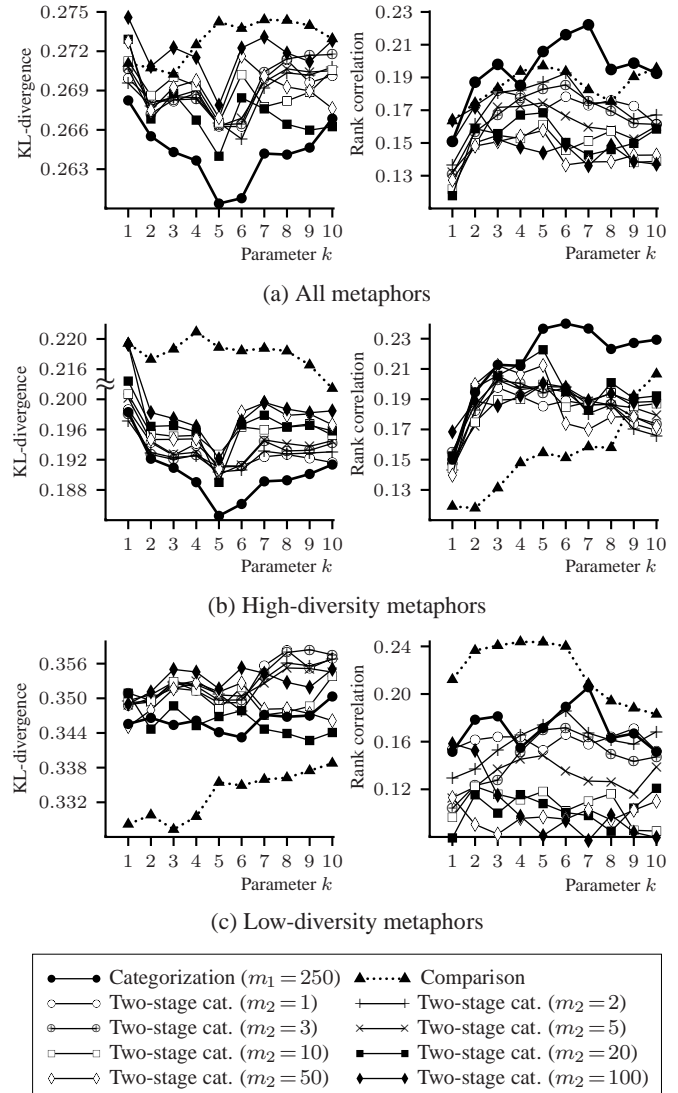 0.275
0.272
0.269
0.266
0.263
KL-divergence
1 2 3 4 5 6 7 8 9 10
Parameter k
0.23
0.21
0.19
0.17
0.15
0.13
Rank correlation
1 2 3 4 5 6 7 8 9 10
Parameter k
(a) All metaphors
0.220
0.216
0.200
0.196
0.192
0.188
KL-divergence
1 2 3 4 5 6 7 8 9 10
Parameter k
0.23
0.21
0.19
0.17
0.15
0.13
Rank correlation
1 2 3 4 5 6 7 8 9 10
Parameter k
(b) High-diversity metaphors
0.356
0.350
0.344
0.338
0.332
KL-divergence
1 2 3 4 5 6 7 8 9 10
Parameter k
0.24
0.20
0.16
0.12
Rank correlation
1 2 3 4 5 6 7 8 9 10
Parameter k
(c) Low-diversity metaphors
Categorization (m₁=250) Comparison
Two-stage cat. (m₂=1) Two-stage cat. (m₂=2)
Two-stage cat. (m₂=3) Two-stage cat. (m₂=5)
Two-stage cat. (m₂=10) Two-stage cat. (m₂=20)
Two-stage cat. (m₂=50) Two-stage cat. (m₂=100)